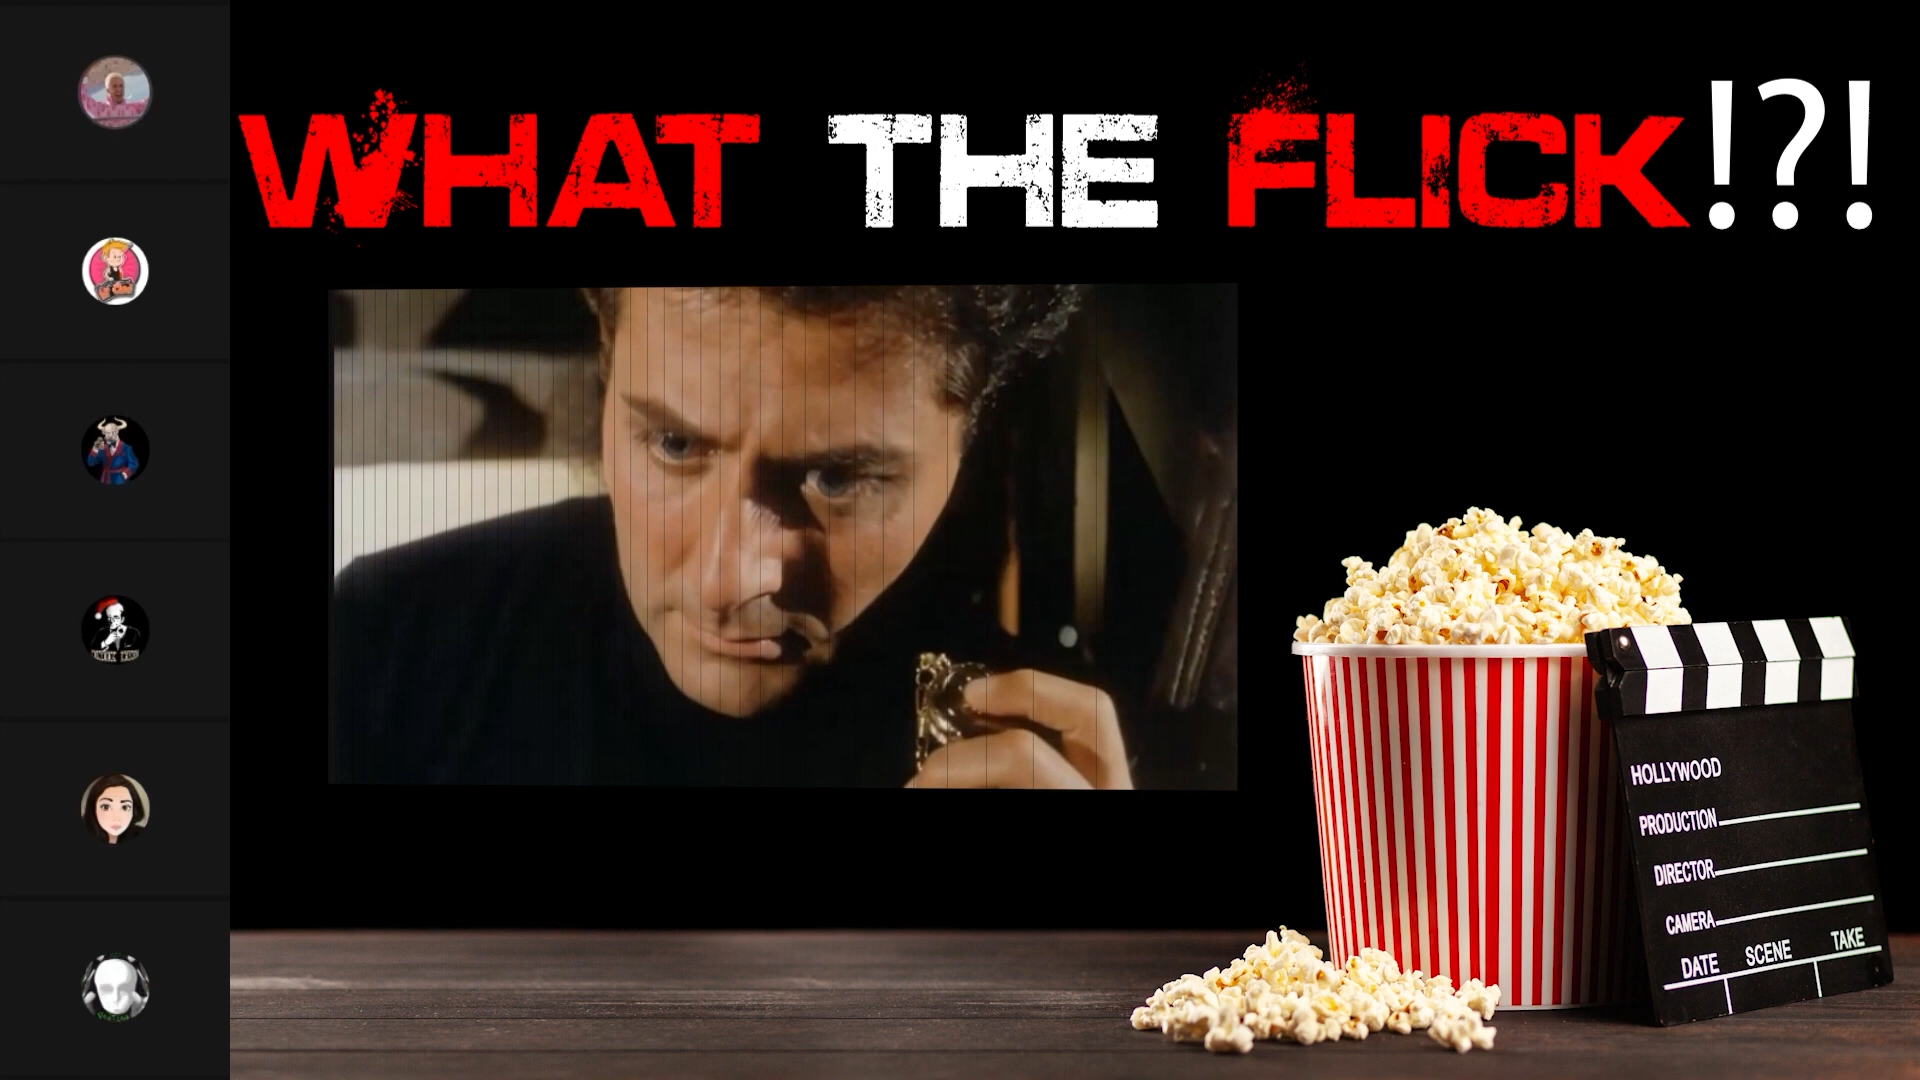 WHAT THE FLICK!?!
HOLLYWOOD
PRODUCTION
DIRECTOR
CAMERA
DATE SCENE TAKE